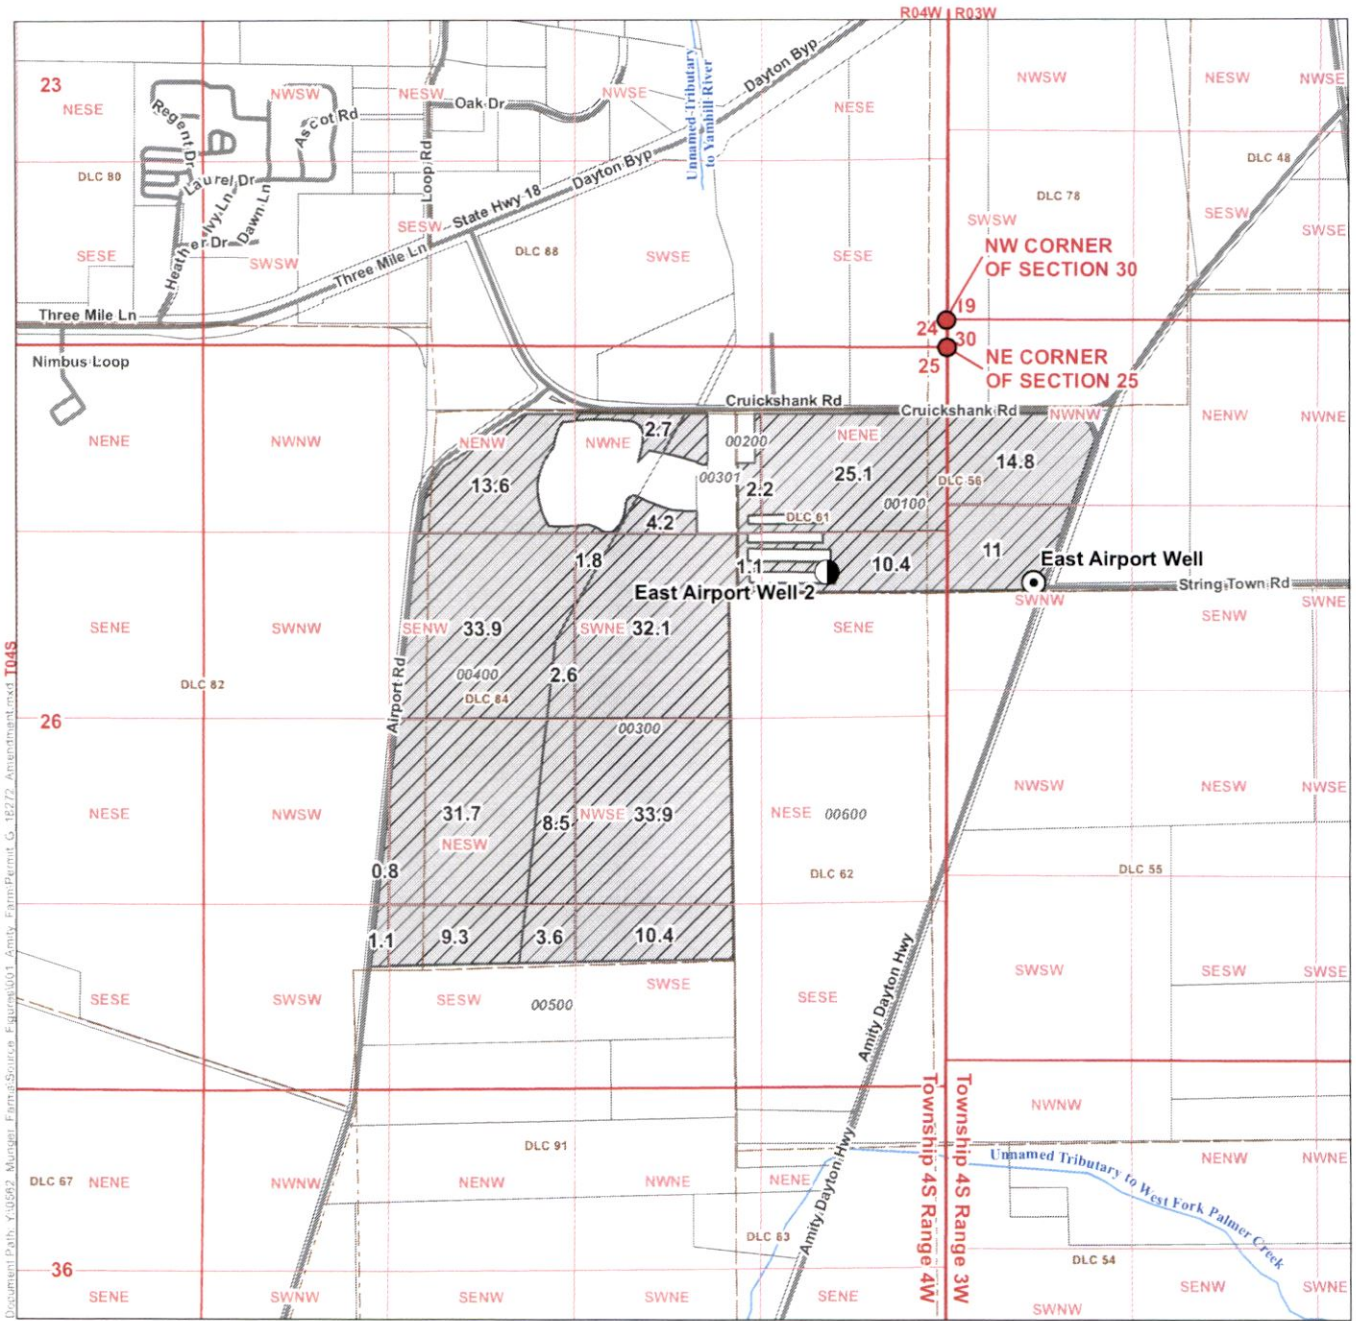 R04W R03W
23
NESE
NWSW
NESW
NWSE
NESE
NWSW
NESW
NWSE
Regent Dr
Ascot Rd
Oak Dr
Dayton Byp
Unnamed Tributary
to Yamhill River
DLC 80
Laurel Dr
Ivy Ln
Dawn Ln
Heather Dr
Loop Rd
State Hwy 18
Dayton Byp
DLC 48
DLC 78
SESE
SWSW
SESW
DLC 68
SWSE
SESE
SWSW
SESW
SWSE
Three Mile Ln
Three Mile Ln
NW CORNER
OF SECTION 30
19
24
30
25
NE CORNER
OF SECTION 25
Nimbus Loop
Cruickshank Rd
Cruickshank Rd
NENE
NWNW
NENW
NWNE
2.7
00200
NENE
NWNW
NENW
NWNE
13.6
00301
2.2
25.1
DLC 56
14.8
00100
4.2
DLC 61
1.8
1.1
10.4
11
East Airport Well
East Airport Well 2
String Town Rd
SENE
SWNW
SENW
33.9
SWNE
32.1
SENE
SWNW
SENW
SWNE
T04S
DLC 82
Airport Rd
00400
2.6
DLC 64
26
00300
NESE
NWSW
31.7
NESW
8.5
NWSE
33.9
NESE
00600
NWSW
NESW
NWSE
0.8
DLC 62
DLC 55
1.1
9.3
3.6
10.4
Amity Dayton Hwy
SESE
SWSW
SESW
00500
SWSE
SESE
SWSW
SESW
SWSE
Township 4S Range 4W
Township 4S Range 3W
NWNW
DLC 91
Amity Dayton Hwy
Unnamed Tributary to West Fork Palmer Creek
DLC 67
NENE
NWNW
NENW
NWNE
NENE
NENW
NWNE
DLC 63
DLC 54
36
SENE
SWNW
SENW
SWNE
SENE
SWNW
SENW
SWNE